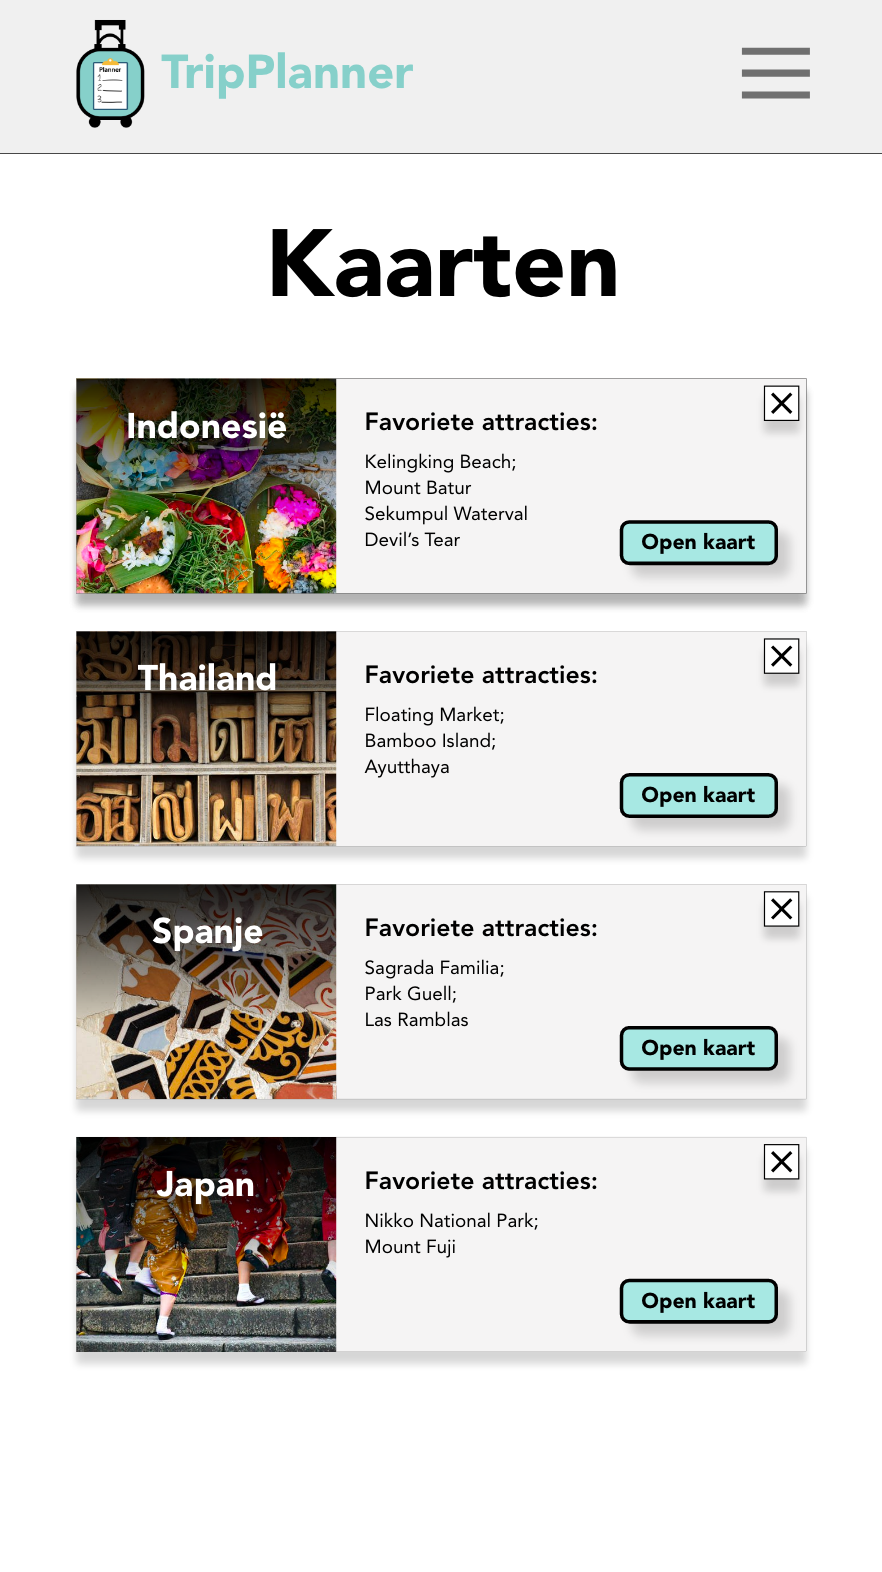 Planner
1
2
3
TripPlanner
Kaarten
Indonesië
Favoriete attracties:
Kelingking Beach;
Mount Batur
Sekumpul Waterval
Devil’s Tear
Open kaart
Thailand
Favoriete attracties:
Floating Market;
Bamboo Island;
Ayutthaya
Open kaart
Spanje
Favoriete attracties:
Sagrada Familia;
Park Guell;
Las Ramblas
Open kaart
Japan
Favoriete attracties:
Nikko National Park;
Mount Fuji
Open kaart